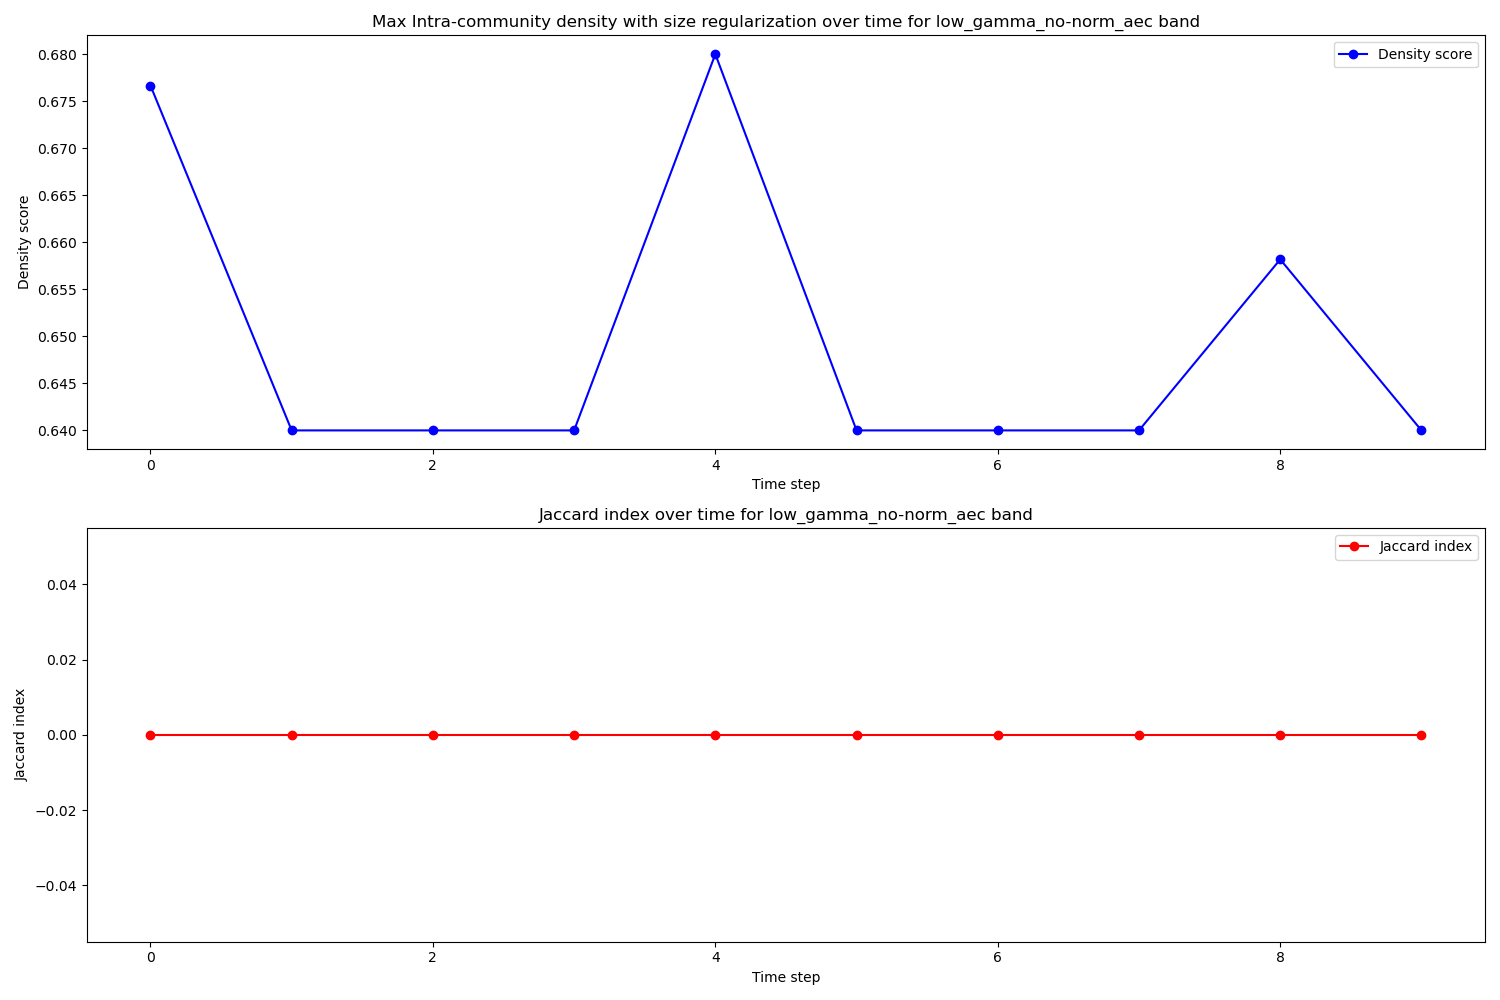 Max Intra-community density with size regularization over time for low_gamma_no-norm_aec band
Density score
0.680
0.675
0.670
0.665
0.660
0.655
0.650
0.645
0.640
Density score
0 2 4 6 8
Time step
Jaccard index over time for low_gamma_no-norm_aec band
Jaccard index
0.04
0.02
0.00
−0.02
−0.04
Jaccard index
0 2 4 6 8
Time step